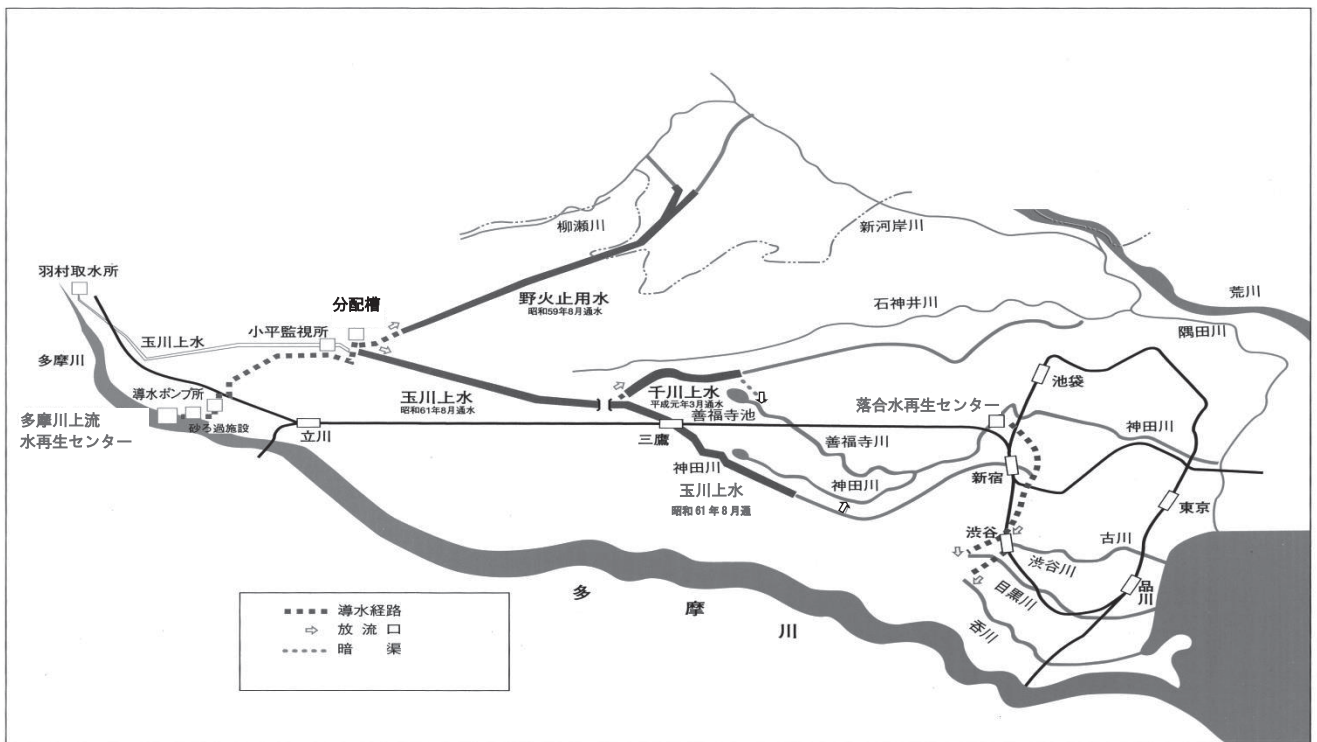 柳瀬川
新河岸川
羽村取水所
荒川
野火止用水
昭和59年8月通水
分配槽
石神井川
小平監視所
玉川上水
隅田川
多摩川
池袋
導水ポンプ所
玉川上水
昭和61年8月通水
千川上水
平成元年3月通水
善福寺池
落合水再生センター
多摩川上流
水再生センター
砂ろ過施設
立川
三鷹
善福寺川
神田川
神田川
神田川
新宿
玉川上水
昭和61年8月通
東京
渋谷
古川
渋谷川
品川
目黒川
呑川
多摩川
導水経路
放流口
暗渠